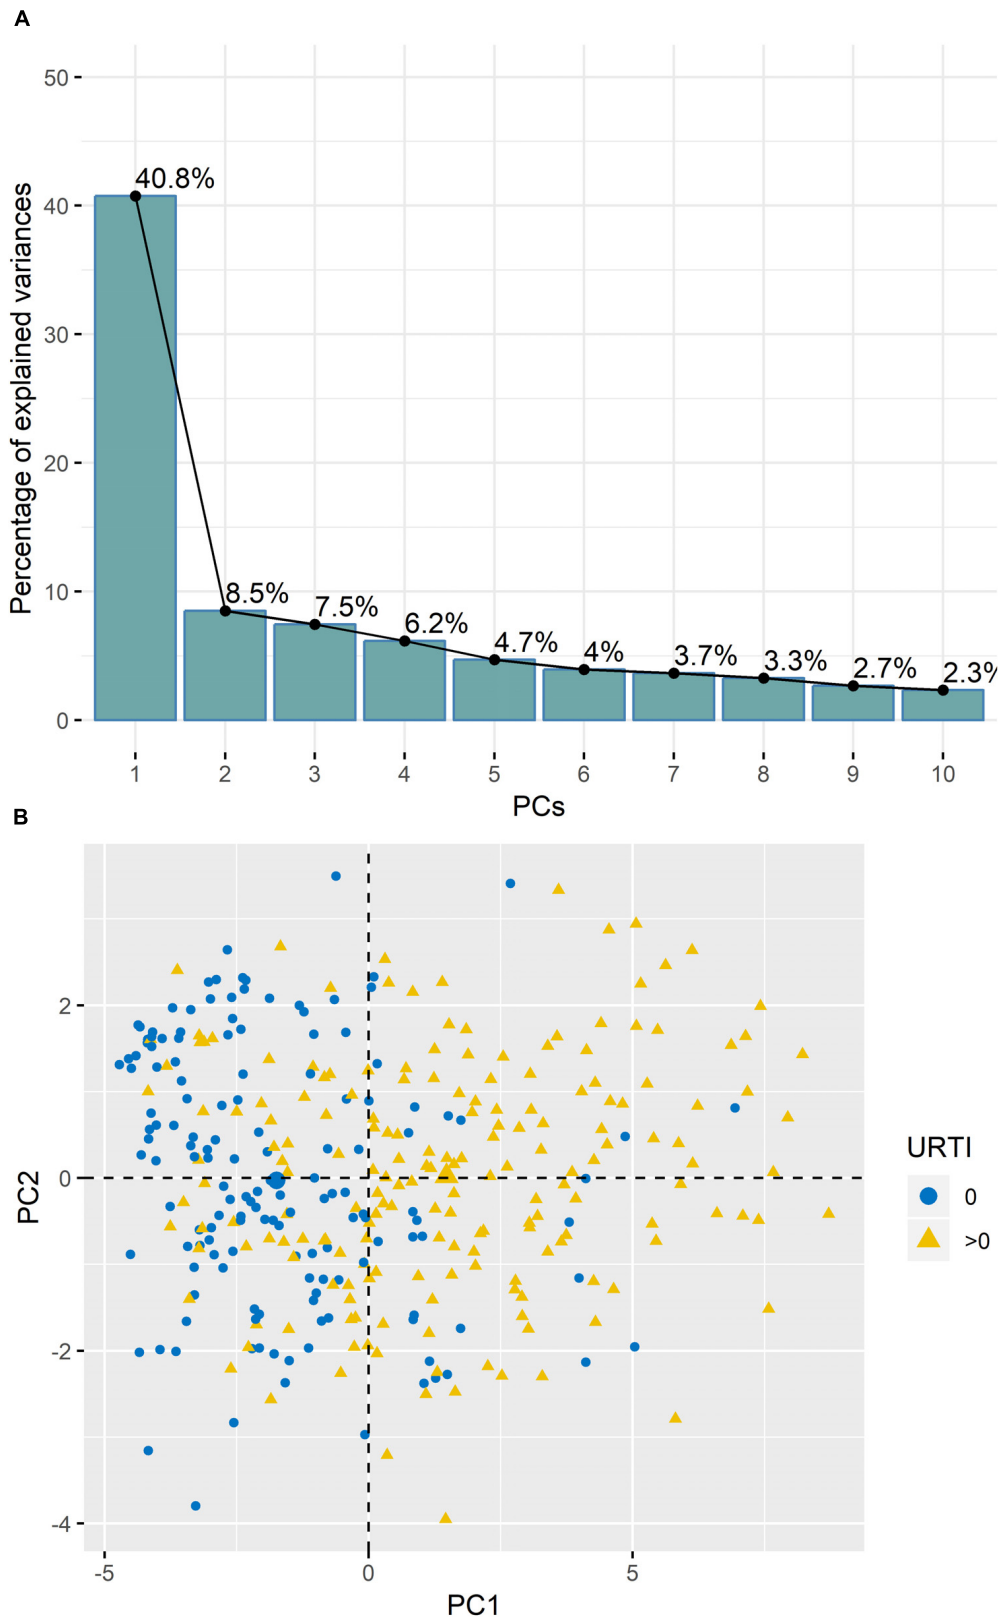 A
Percentage of explained variances
50
40
30
20
10
0
40.8%
8.5%
7.5%
6.2%
4.7%
4%
3.7%
3.3%
2.7%
2.3%
1 2 3 4 5 6 7 8 9 10
PCs
B
PC2
2
0
-2
-4
-5 0 5
PC1
URTI
0
>0